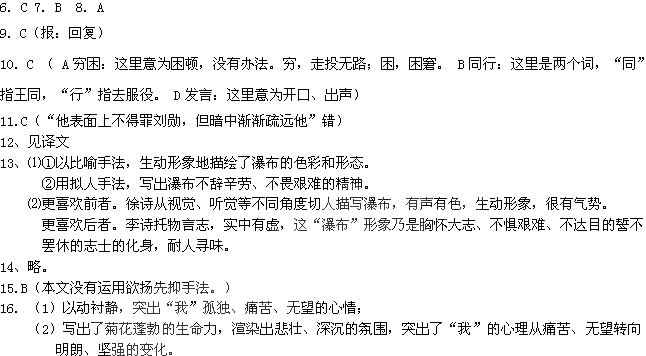 6. C 7. B 8. A
9. C(报:回复)
10. C ( A 穷困:这里意为困顿,没有办法。穷,走投无路;困,困窘。 B 同行:这里是两个词,“同”
指王同,“行”指去服役。 D 发言:这里意为开口、出声)
11.C(“他表面上不得罪刘勋,但暗中渐渐疏远他”错)
12、见译文
13、⑴①以比喻手法,生动形象地描绘了瀑布的色彩和形态。
②用拟人手法,写出瀑布不辞辛劳、不畏艰难的精神。
⑵更喜欢前者。徐诗从视觉、听觉等不同角度切人描写瀑布,有声有色,生动形象,很有气势。
更喜欢后者。李诗托物言志,实中有虚,这“瀑布”形象乃是胸怀大志、不惧艰难、不达目的誓不
罢休的志士的化身,耐人寻味。
14、略。
15.B(本文没有运用欲扬先抑手法。)
16. (1)以动衬静,突出“我”孤独、痛苦、无望的心情;
(2)写出了菊花蓬勃的生命力,渲染出悲壮、深沉的氛围,突出了“我”的心理从痛苦、无望转向
明朗、坚强的变化。